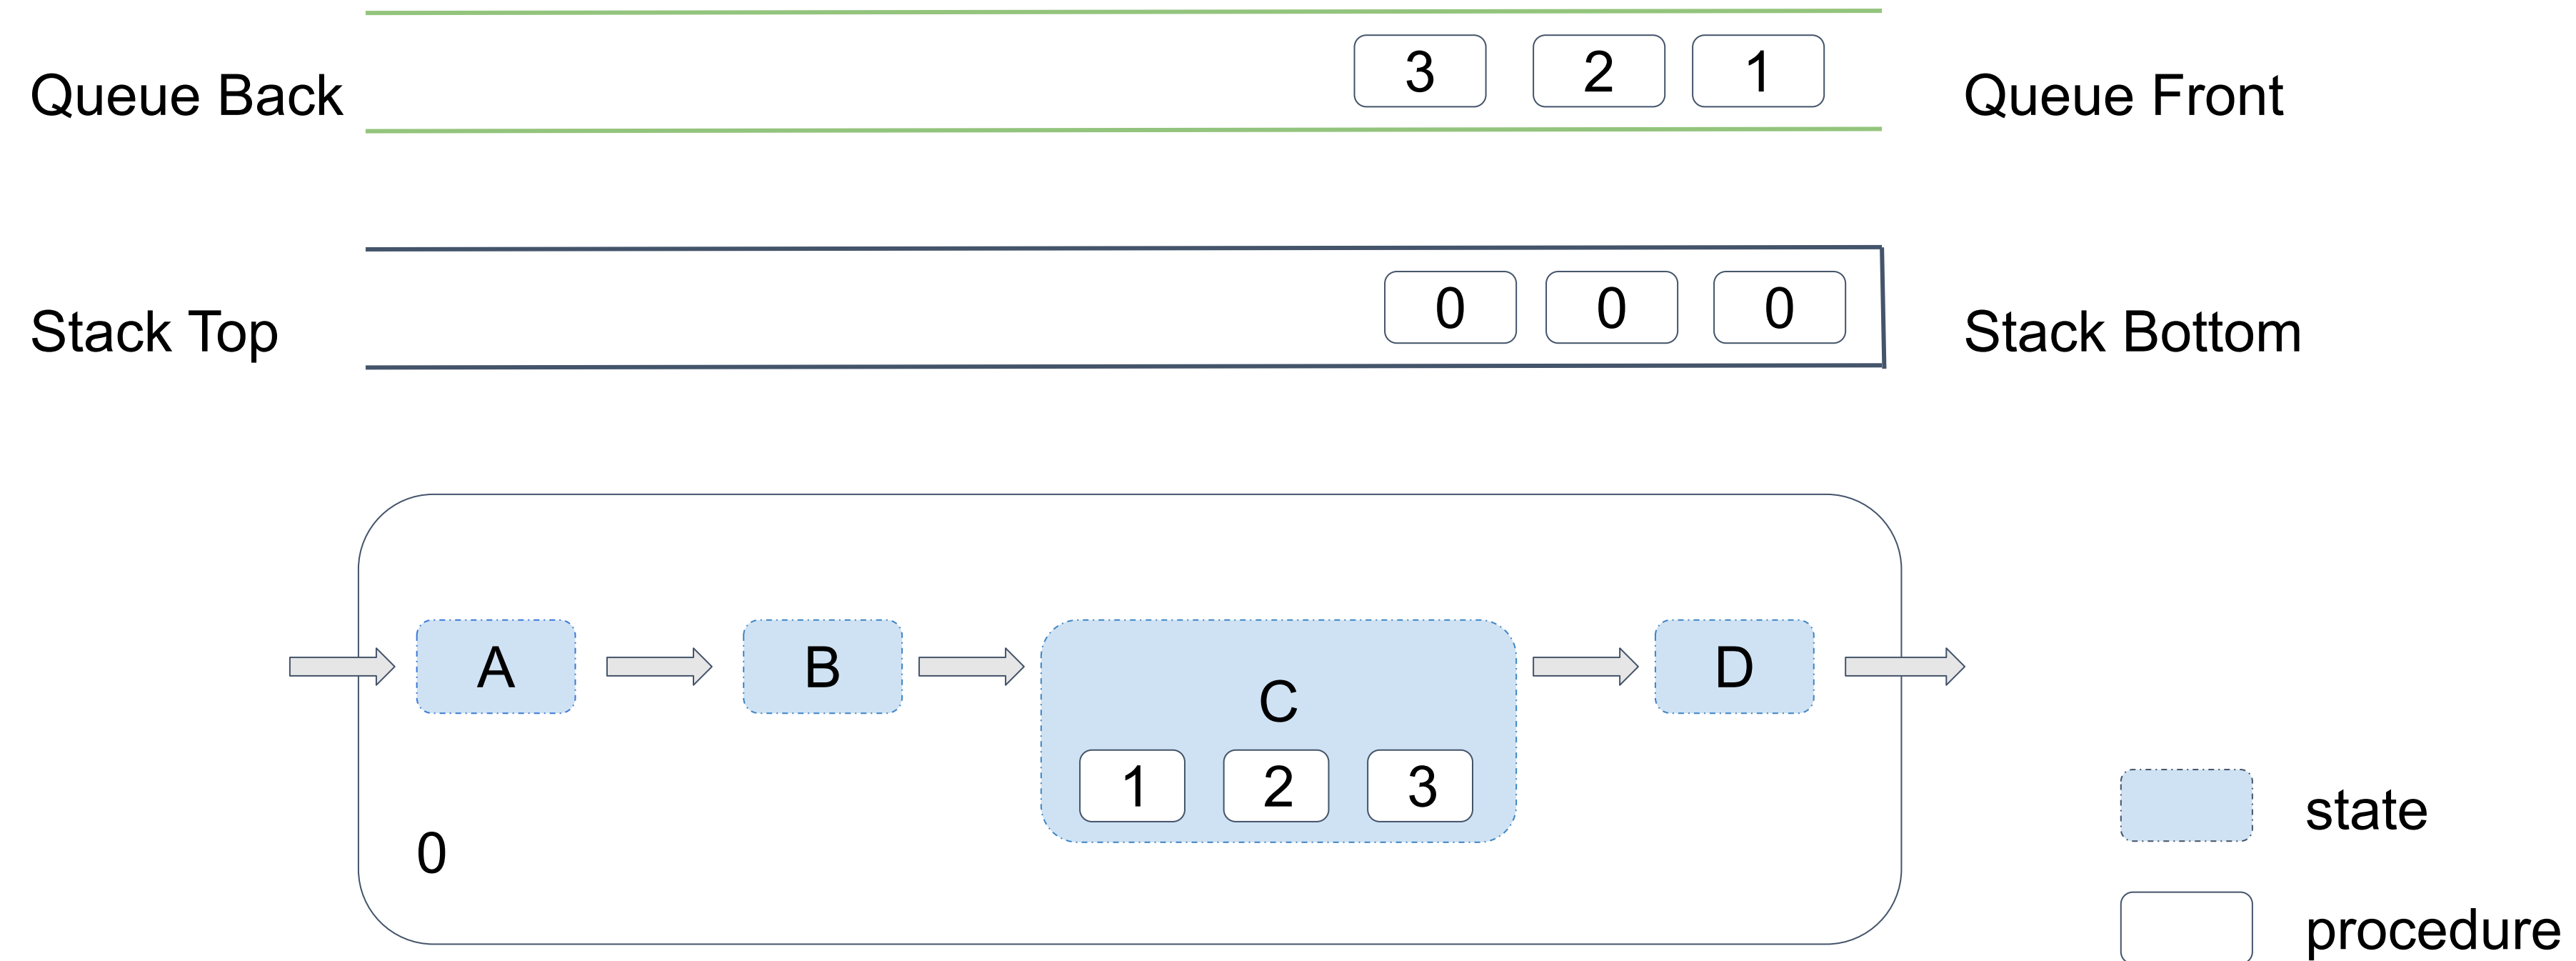 Queue Back
3 2 1
Queue Front
Stack Top
0 0 0
Stack Bottom
A
B
C
1 2 3
D
0
state
procedure